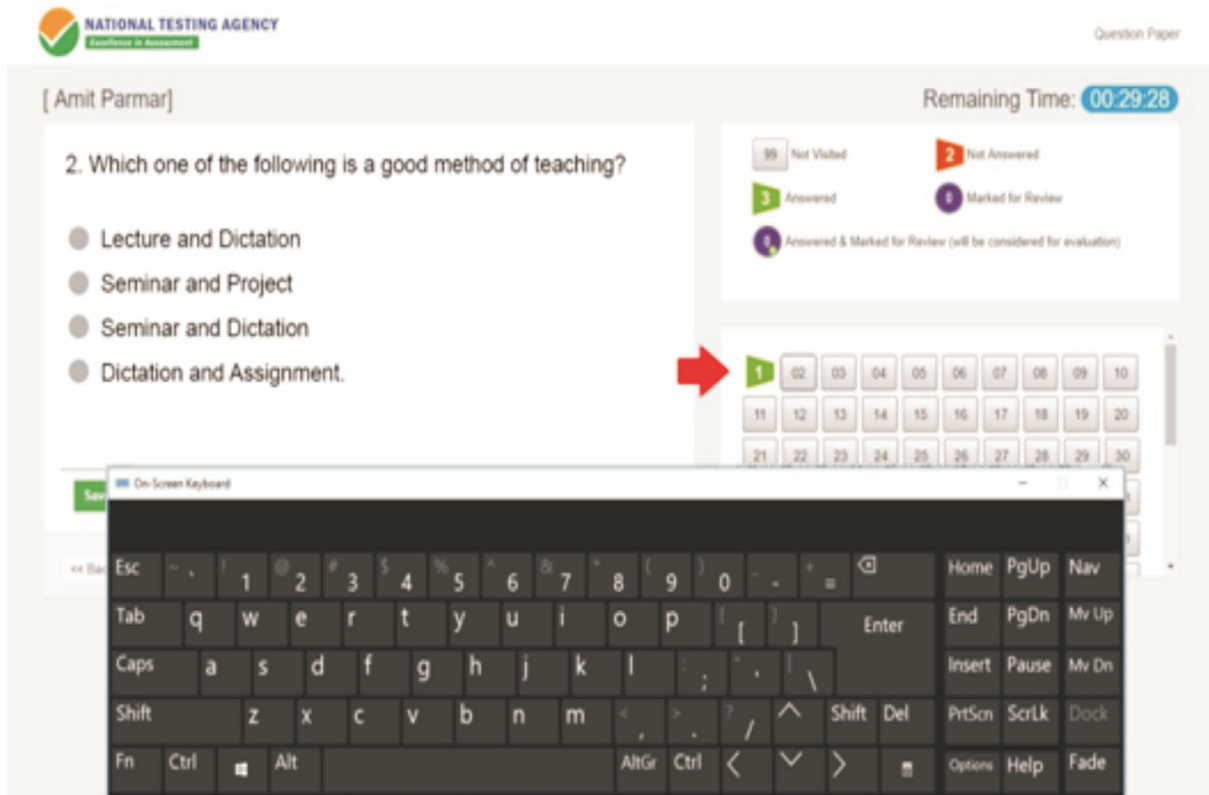 NATIONAL TESTING AGENCY
Excellence in Assessment
Question Paper
[ Amit Parmar]
Remaining Time: 00:29:28
2. Which one of the following is a good method of teaching?
Lecture and Dictation
Seminar and Project
Seminar and Dictation
Dictation and Assignment.
99 Not Visited
2 Not Answered
3 Answered
0 Marked for Review
0 Answered & Marked for Review (will be considered for evaluation)
1 02 03 04 05 06 07 08 09 10
11 12 13 14 15 16 17 18 19 20
21 22 23 24 25 26 27 28 29 30
On-Screen Keyboard
Esc ~ ` ! 1 @ 2 # 3 $ 4 % 5 ^ 6 & 7 * 8 ( 9 ) 0 _ - + = Home PgUp Nav
Tab q w e r t y u i o p { [ } ] Enter End PgDn Mv Up
Caps a s d f g h j k l : ; " ' | \ Insert Pause Mv Dn
Shift z x c v b n m < , > . ? / Shift Del PrtScn ScrLk Dock
Fn Ctrl Alt AltGr Ctrl Options Help Fade